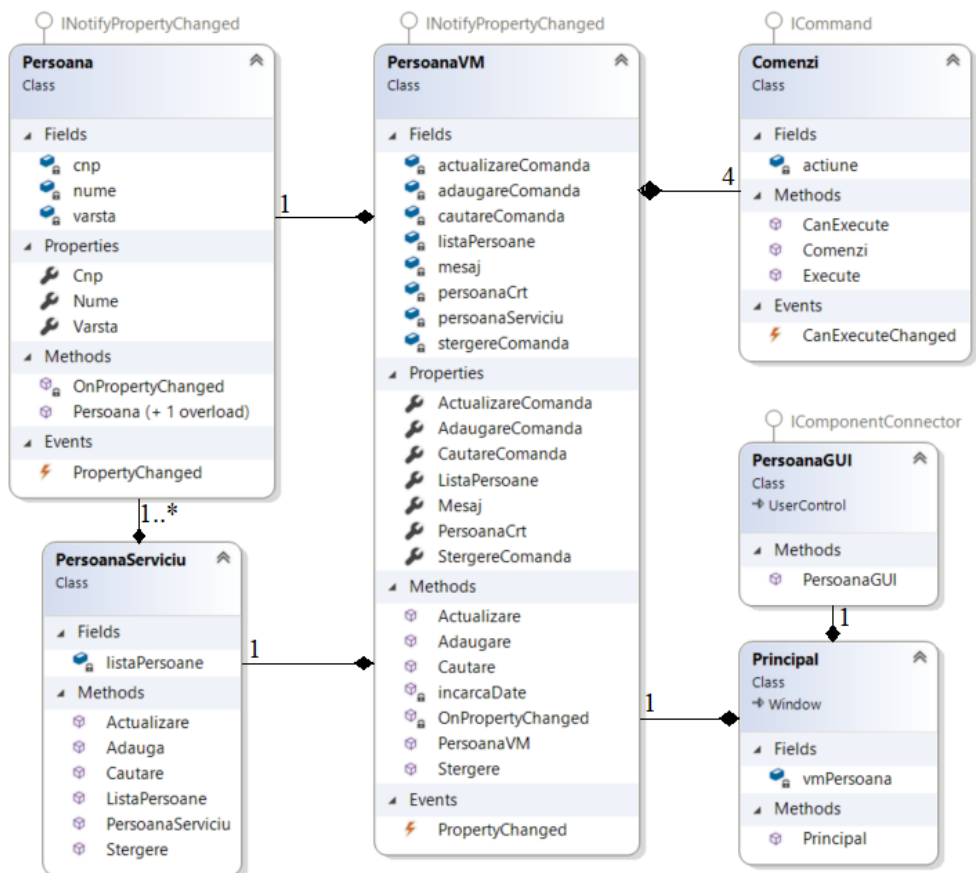 INotifyPropertyChanged
Persoana
Class
Fields
cnp
nume
varsta
Properties
Cnp
Nume
Varsta
Methods
OnPropertyChanged
Persoana (+ 1 overload)
Events
PropertyChanged
1
1..*
PersoanaServiciu
Class
Fields
listaPersoane
Methods
Actualizare
Adauga
Cautare
ListaPersoane
PersoanaServiciu
Stergere
1
INotifyPropertyChanged
PersoanaVM
Class
Fields
actualizareComanda
adaugareComanda
cautareComanda
listaPersoane
mesaj
persoanaCrt
persoanaServiciu
stergereComanda
Properties
ActualizareComanda
AdaugareComanda
CautareComanda
ListaPersoane
Mesaj
PersoanaCrt
StergereComanda
Methods
Actualizare
Adaugare
Cautare
incarcaDate
OnPropertyChanged
PersoanaVM
Stergere
Events
PropertyChanged
4
1
ICommand
Comenzi
Class
Fields
actiune
Methods
CanExecute
Comenzi
Execute
Events
CanExecuteChanged
IComponentConnector
PersoanaGUI
Class
UserControl
Methods
PersoanaGUI
1
Principal
Class
Window
Fields
vmPersoana
Methods
Principal